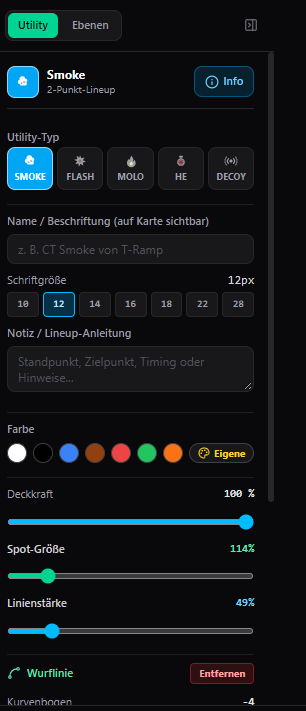 Utility Ebenen
Smoke
2-Punkt-Lineup
Info
Utility-Typ
SMOKE FLASH MOLO HE DECOY
Name / Beschriftung (auf Karte sichtbar)
z. B. CT Smoke von T-Ramp
Schriftgröße 12px
10 12 14 16 18 22 28
Notiz / Lineup-Anleitung
Standpunkt, Zielpunkt, Timing oder
Hinweise...
Farbe
Eigene
Deckkraft 100 %
Spot-Größe 114%
Linienstärke 49%
Wurflinie Entfernen
Kurvenbogen -4